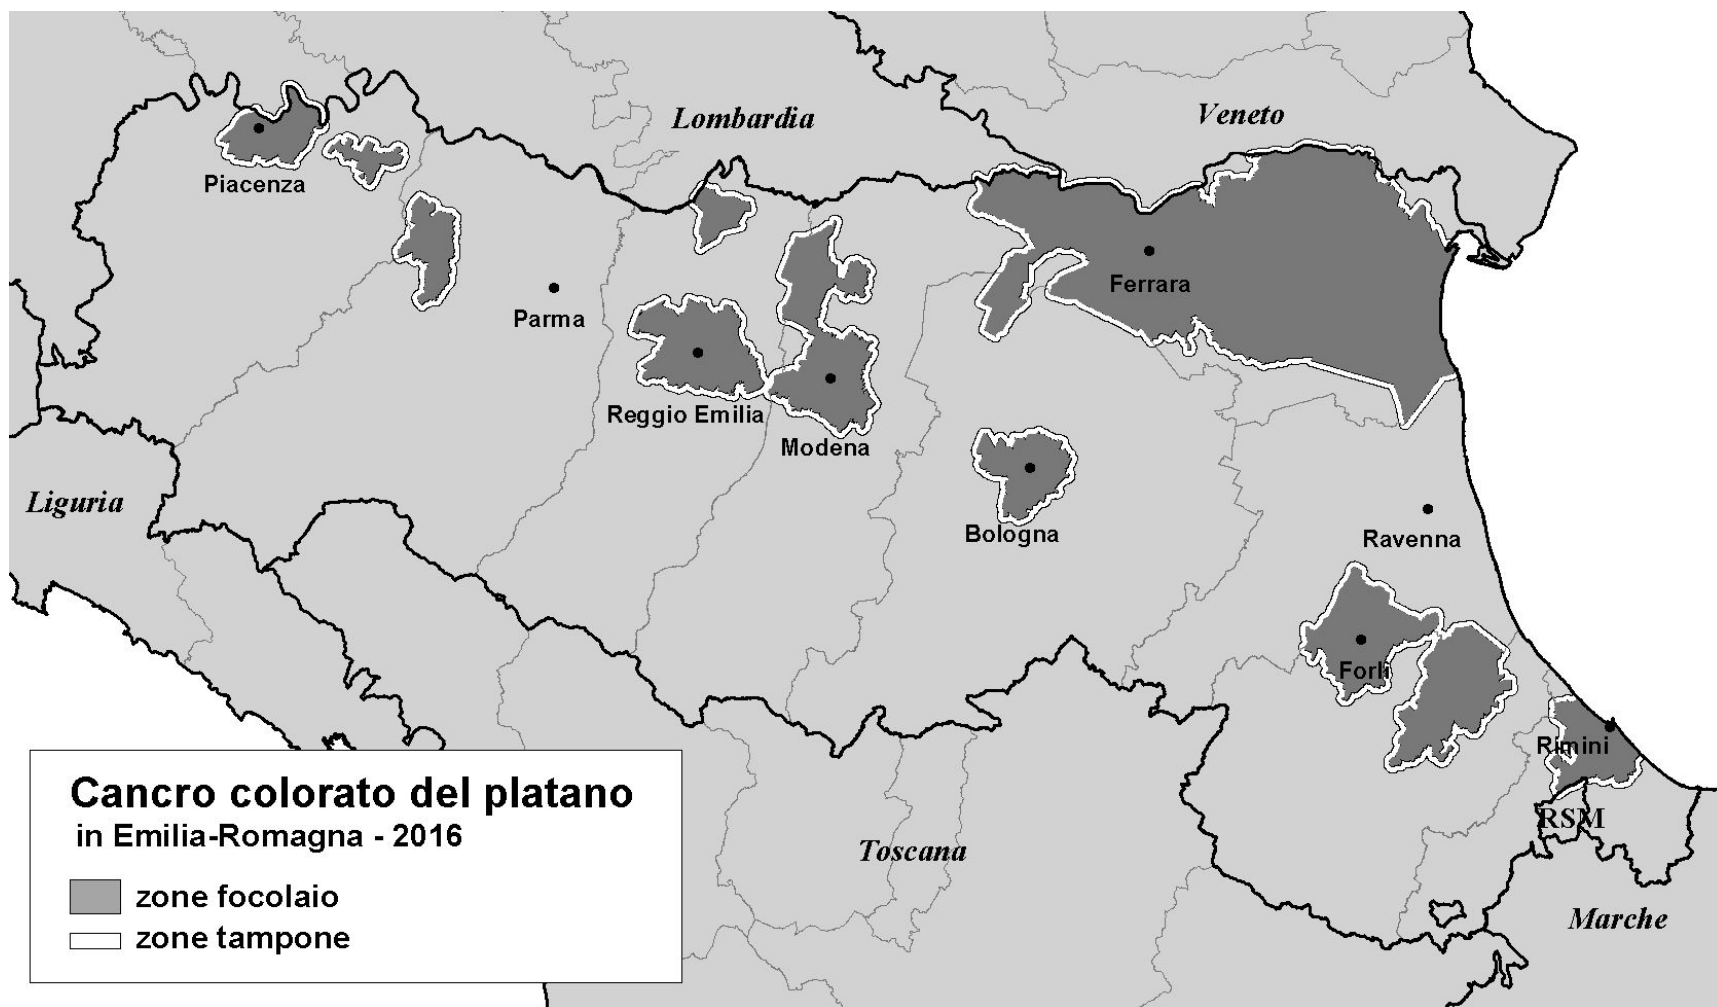 Lombardia
Veneto
Piacenza
Ferrara
Parma
Reggio Emilia
Modena
Liguria
Bologna
Ravenna
Forlì
Rimini
RSM
Toscana
Marche
Cancro colorato del platano
in Emilia-Romagna - 2016
zone focolaio
zone tampone